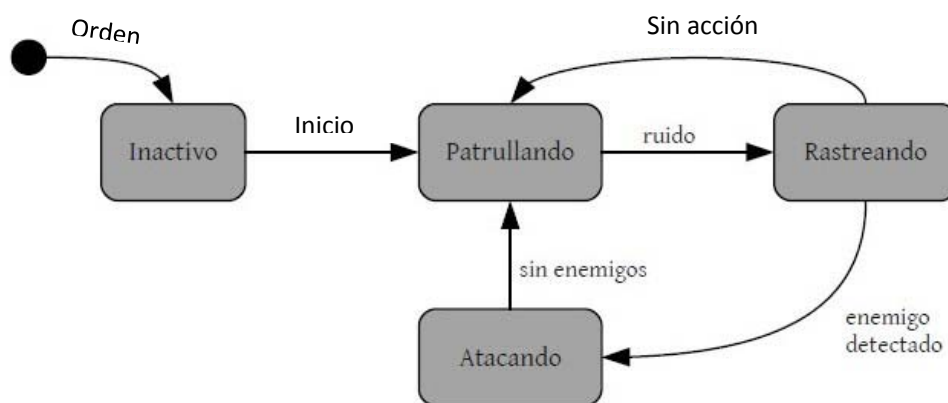 Orden
Sin acción
Inactivo
Inicio
Patrullando
ruido
Rastreando
sin enemigos
Atacando
enemigo
detectado